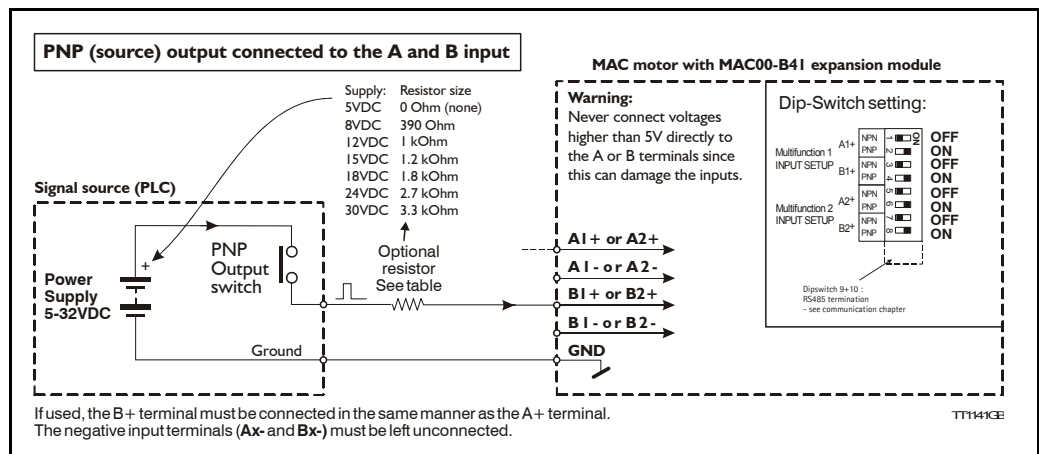 PNP (source) output connected to the A and B input
MAC motor with MAC00-B41 expansion module
Supply: Resistor size
5VDC 0 Ohm (none)
8VDC 390 Ohm
12VDC 1 kOhm
15VDC 1.2 kOhm
18VDC 1.8 kOhm
24VDC 2.7 kOhm
30VDC 3.3 kOhm
Warning:
Never connect voltages
higher than 5V directly to
the A or B terminals since
this can damage the inputs.
Dip-Switch setting:
Multifunction 1
INPUT SETUP
A1+
NPN 1 ON OFF
PNP 2 ON
B1+
NPN 3 OFF
PNP 4 ON
Multifunction 2
INPUT SETUP
A2+
NPN 5 OFF
PNP 6 ON
B2+
NPN 7 OFF
PNP 8 ON
Dipswitch 9+10 :
RS485 termination
- see communication chapter
Signal source (PLC)
+
PNP
Output
switch
Power
Supply
5-32VDC
Ground
Optional
resistor
See table
A1+ or A2+
A1- or A2-
B1+ or B2+
B1- or B2-
GND
If used, the B+ terminal must be connected in the same manner as the A+ terminal.
The negative input terminals (Ax- and Bx-) must be left unconnected.
TT1141GB